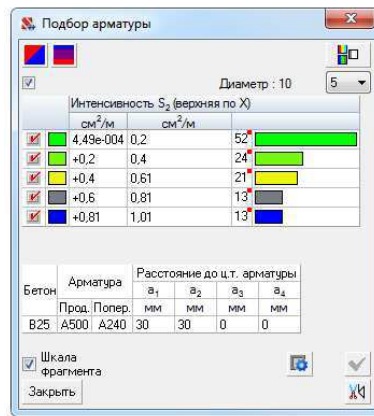 Подбор арматуры
Диаметр : 10 5
Интенсивность S2 (верхняя по X)
см²/м см²/м
4,49e-004 0,2 52
+0,2 0,4 24
+0,4 0,61 21
+0,6 0,81 13
+0,81 1,01 13
Бетон Арматура Расстояние до ц.т. арматуры
Прод. Попер. a1 a2 a3 a4
мм мм мм мм
B25 A500 A240 30 30 0 0
Шкала
фрагмента
Закрыть